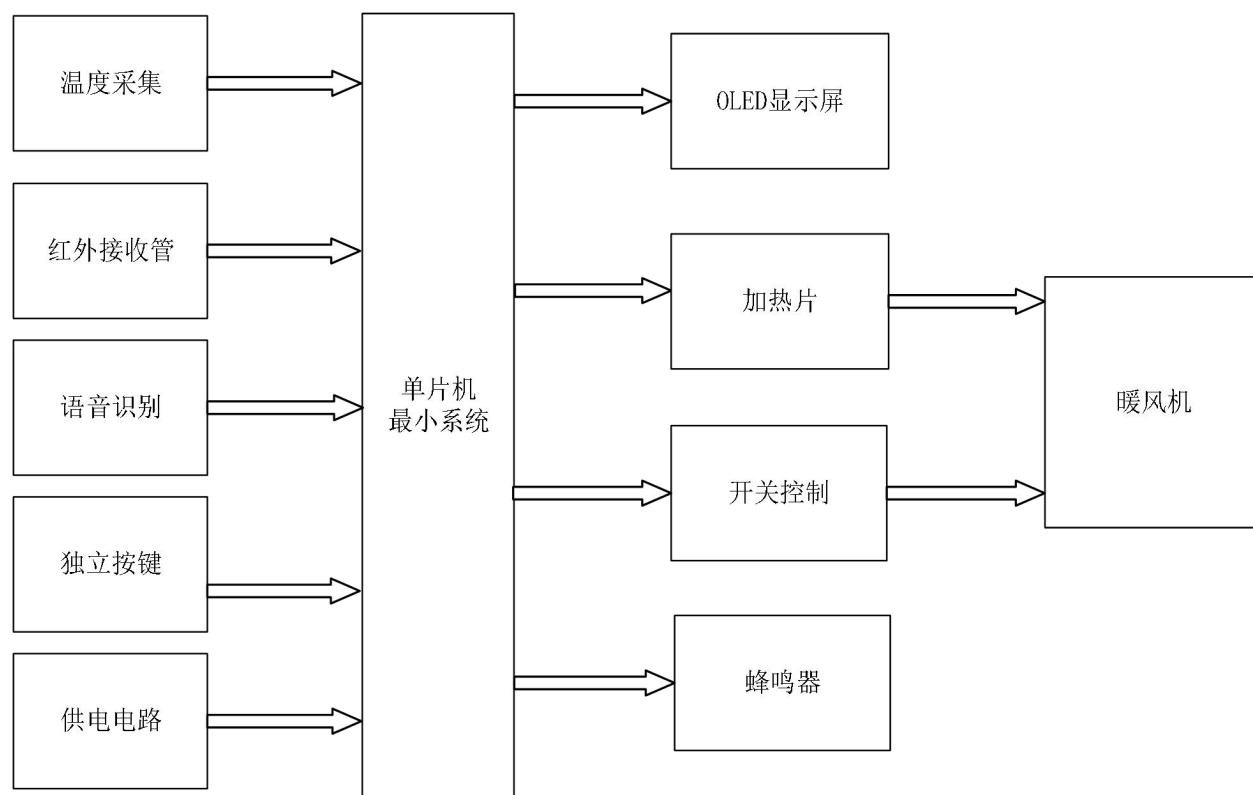 温度采集
红外接收管
语音识别
独立按键
供电电路
单片机
最小系统
OLED显示屏
加热片
开关控制
蜂鸣器
暖风机